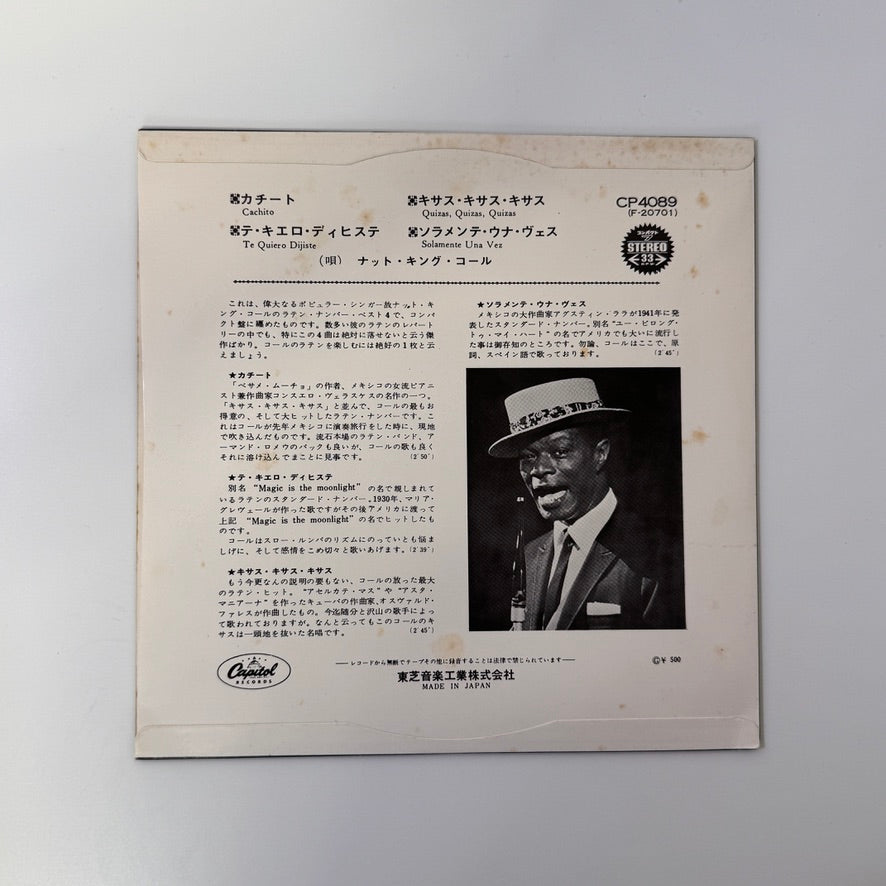 カチート
Cachito
キサス・キサス・キサス
Quizas, Quizas, Quizas
テ・キエロ・ディヒステ
Te Quiero Dijiste
ソラメンテ・ウナ・ヴェス
Solamente Una Vez
(唄) ナット・キング・コール
CP4089
(F-20701)
コンパクト
STEREO
33
これは、偉大なるポピュラー・シンガー故ナット・キ
ング・コールのラテン・ナンバー・ベスト4で、コンパ
クト盤に纒めたものです。数多い彼のラテンのレパート
リーの中でも、特にこの4曲は絶対に落せないと云う傑
作ばかり。コールのラテンを楽しむには絶好の1枚と云
えましょう。
★カチート
「ベサメ・ムーチョ」の作者、メキシコの女流ピアニ
スト兼作曲家コンスエロ・ヴェラスケスの名作の一つ。
「キサス・キサス・キサス」と並んで、コールの最もお
得意の、そして大ヒットしたラテン・ナンバーです。こ
れはコールが先年メキシコに演奏旅行をした時に、現地
で吹き込んだものです。流石本場のラテン・バンド、ア
ーマンド・ロメウのバックも良いが、コールの歌も良く
それに溶け込んでまことに見事です。 (2′50″)
★テ・キエロ・ディヒステ
別名 “Magic is the moonlight” の名で親しまれて
いるラテンのスタンダード・ナンバー。1930年、マリア・
グレヴェールが作った歌ですがその後アメリカに渡って
上記 “Magic is the moonlight” の名でヒットしたも
のです。
コールはスロー・ルンバのリズムにのっていとも悩ま
しげに、そして感情をこめ切々と歌いあげます。(2′39″)
★キサス・キサス・キサス
もう今更なんの説明の要もない、コールの放った最大
のラテン・ヒット。“アセルカテ・マス” や “アスタ・
マニアーナ” を作ったキューバの作曲家、オスヴァルド・
ファレスが作曲したもの。今迄随分と沢山の歌手によっ
て歌われておりますが、なんと云ってもこのコールのキ
サスは一頭地を抜いた名唱です。 (2′45″)
★ソラメンテ・ウナ・ヴェス
メキシコの大作曲家アグスティン・ララが1941年に発
表したスタンダード・ナンバー。別名 “ユー・ビロング・
トゥ・マイ・ハート” の名でアメリカでも大いに流行し
た事は御存知のところです。勿論、コールはここで、原
詞、スペイン語で歌っております。 (2′45″)
Capitol
RECORDS
レコードから無断でテープその他に録音することは法律で禁じられています
東芝音楽工業株式会社
MADE IN JAPAN
Ⓒ¥ 500